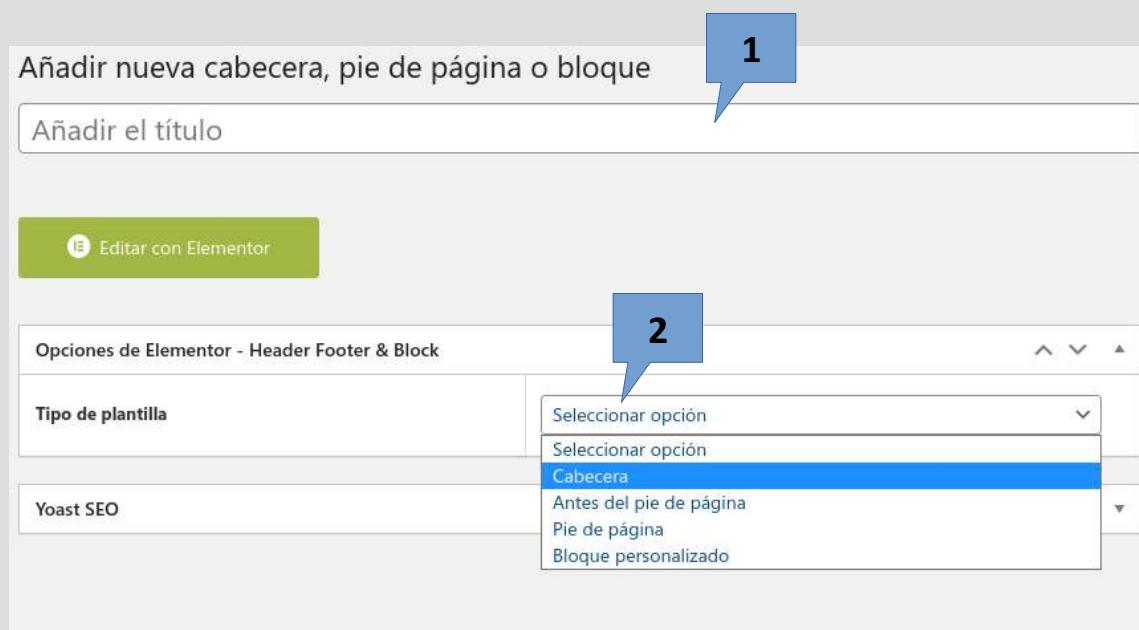 1
Añadir nueva cabecera, pie de página o bloque
Añadir el título
Editar con Elementor
2
Opciones de Elementor - Header Footer & Block
Tipo de plantilla
Seleccionar opción
Seleccionar opción
Cabecera
Antes del pie de página
Pie de página
Bloque personalizado
Yoast SEO